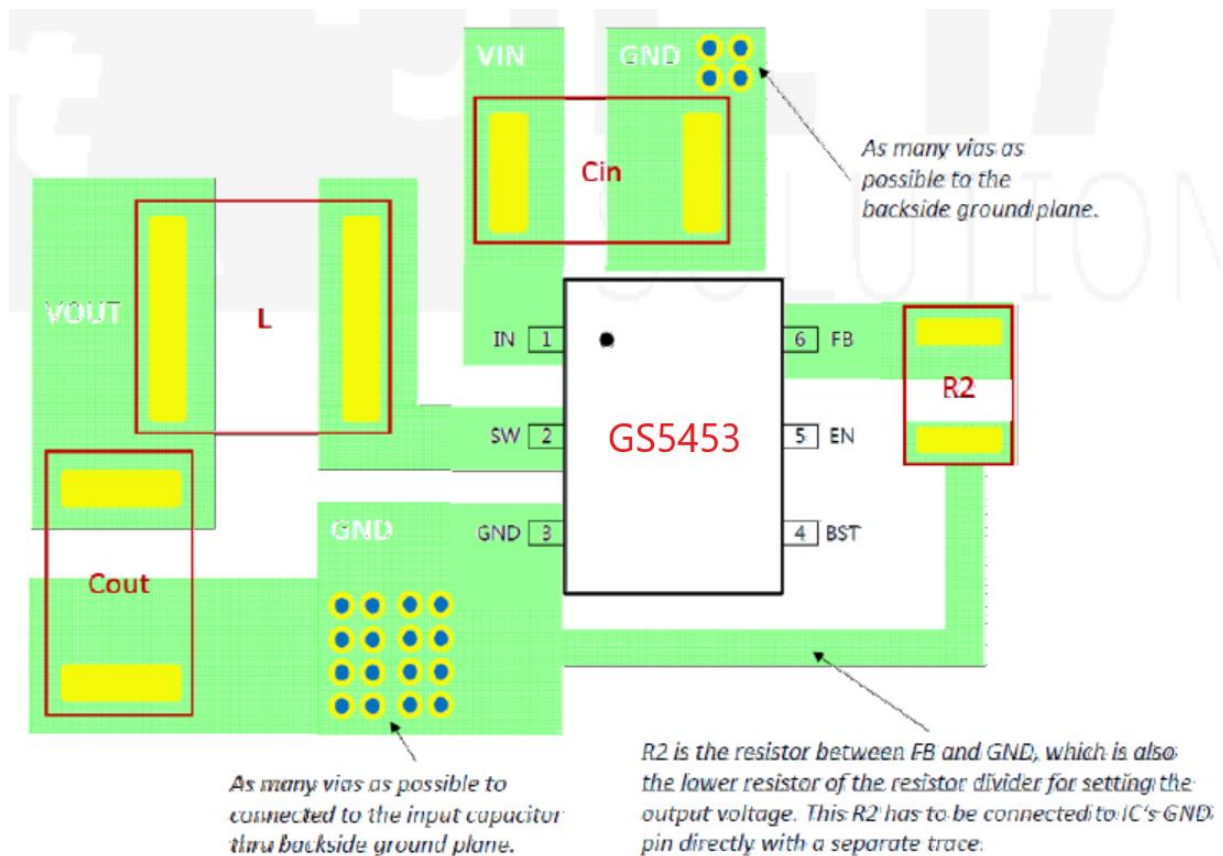 VIN
GND
As many vias as
possible to the
backside ground plane.
Cin
SOLUTION
VOUT
L
IN 1
6 FB
R2
SW 2
GS5453
5 EN
GND
GND 3
4 BST
Cout
As many vias as possible to
connected to the input capacitor
thru backside ground plane.
R2 is the resistor between FB and GND, which is also
the lower resistor of the resistor divider for setting the
output voltage. This R2 has to be connected to IC's GND
pin directly with a separate trace.